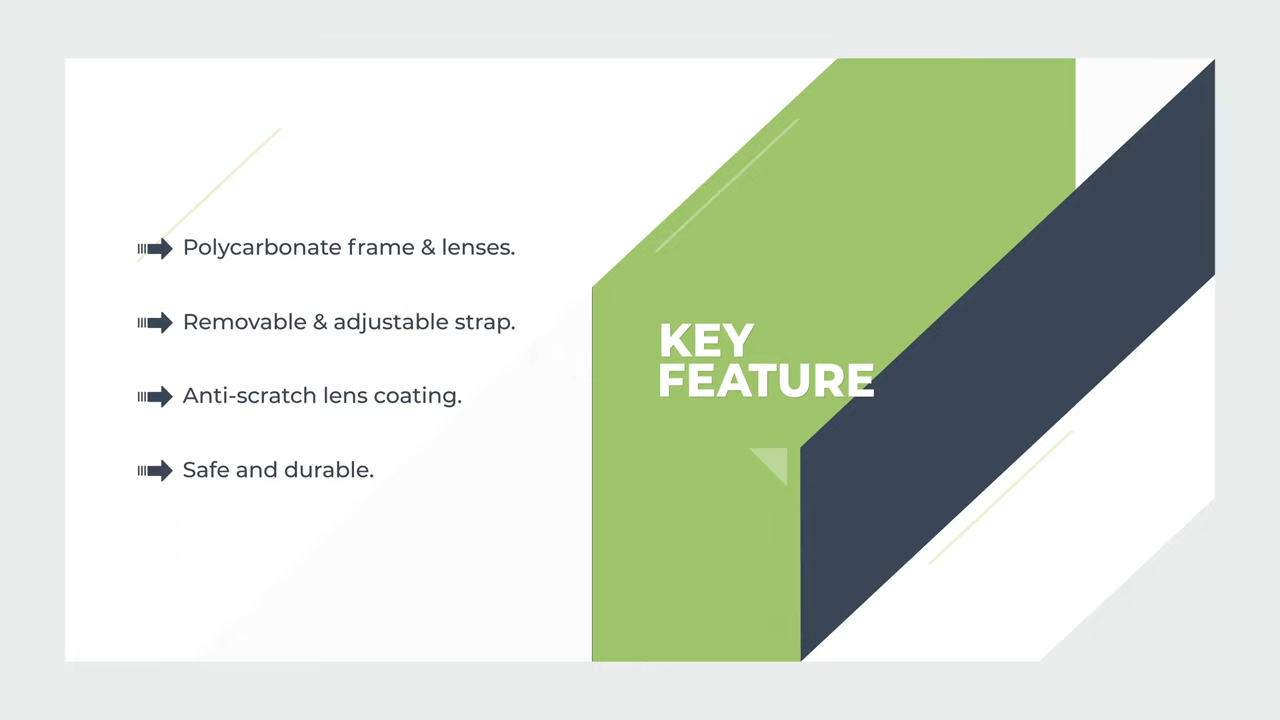 Polycarbonate frame & lenses.
Removable & adjustable strap.
Anti-scratch lens coating.
Safe and durable.
KEY
FEATURE